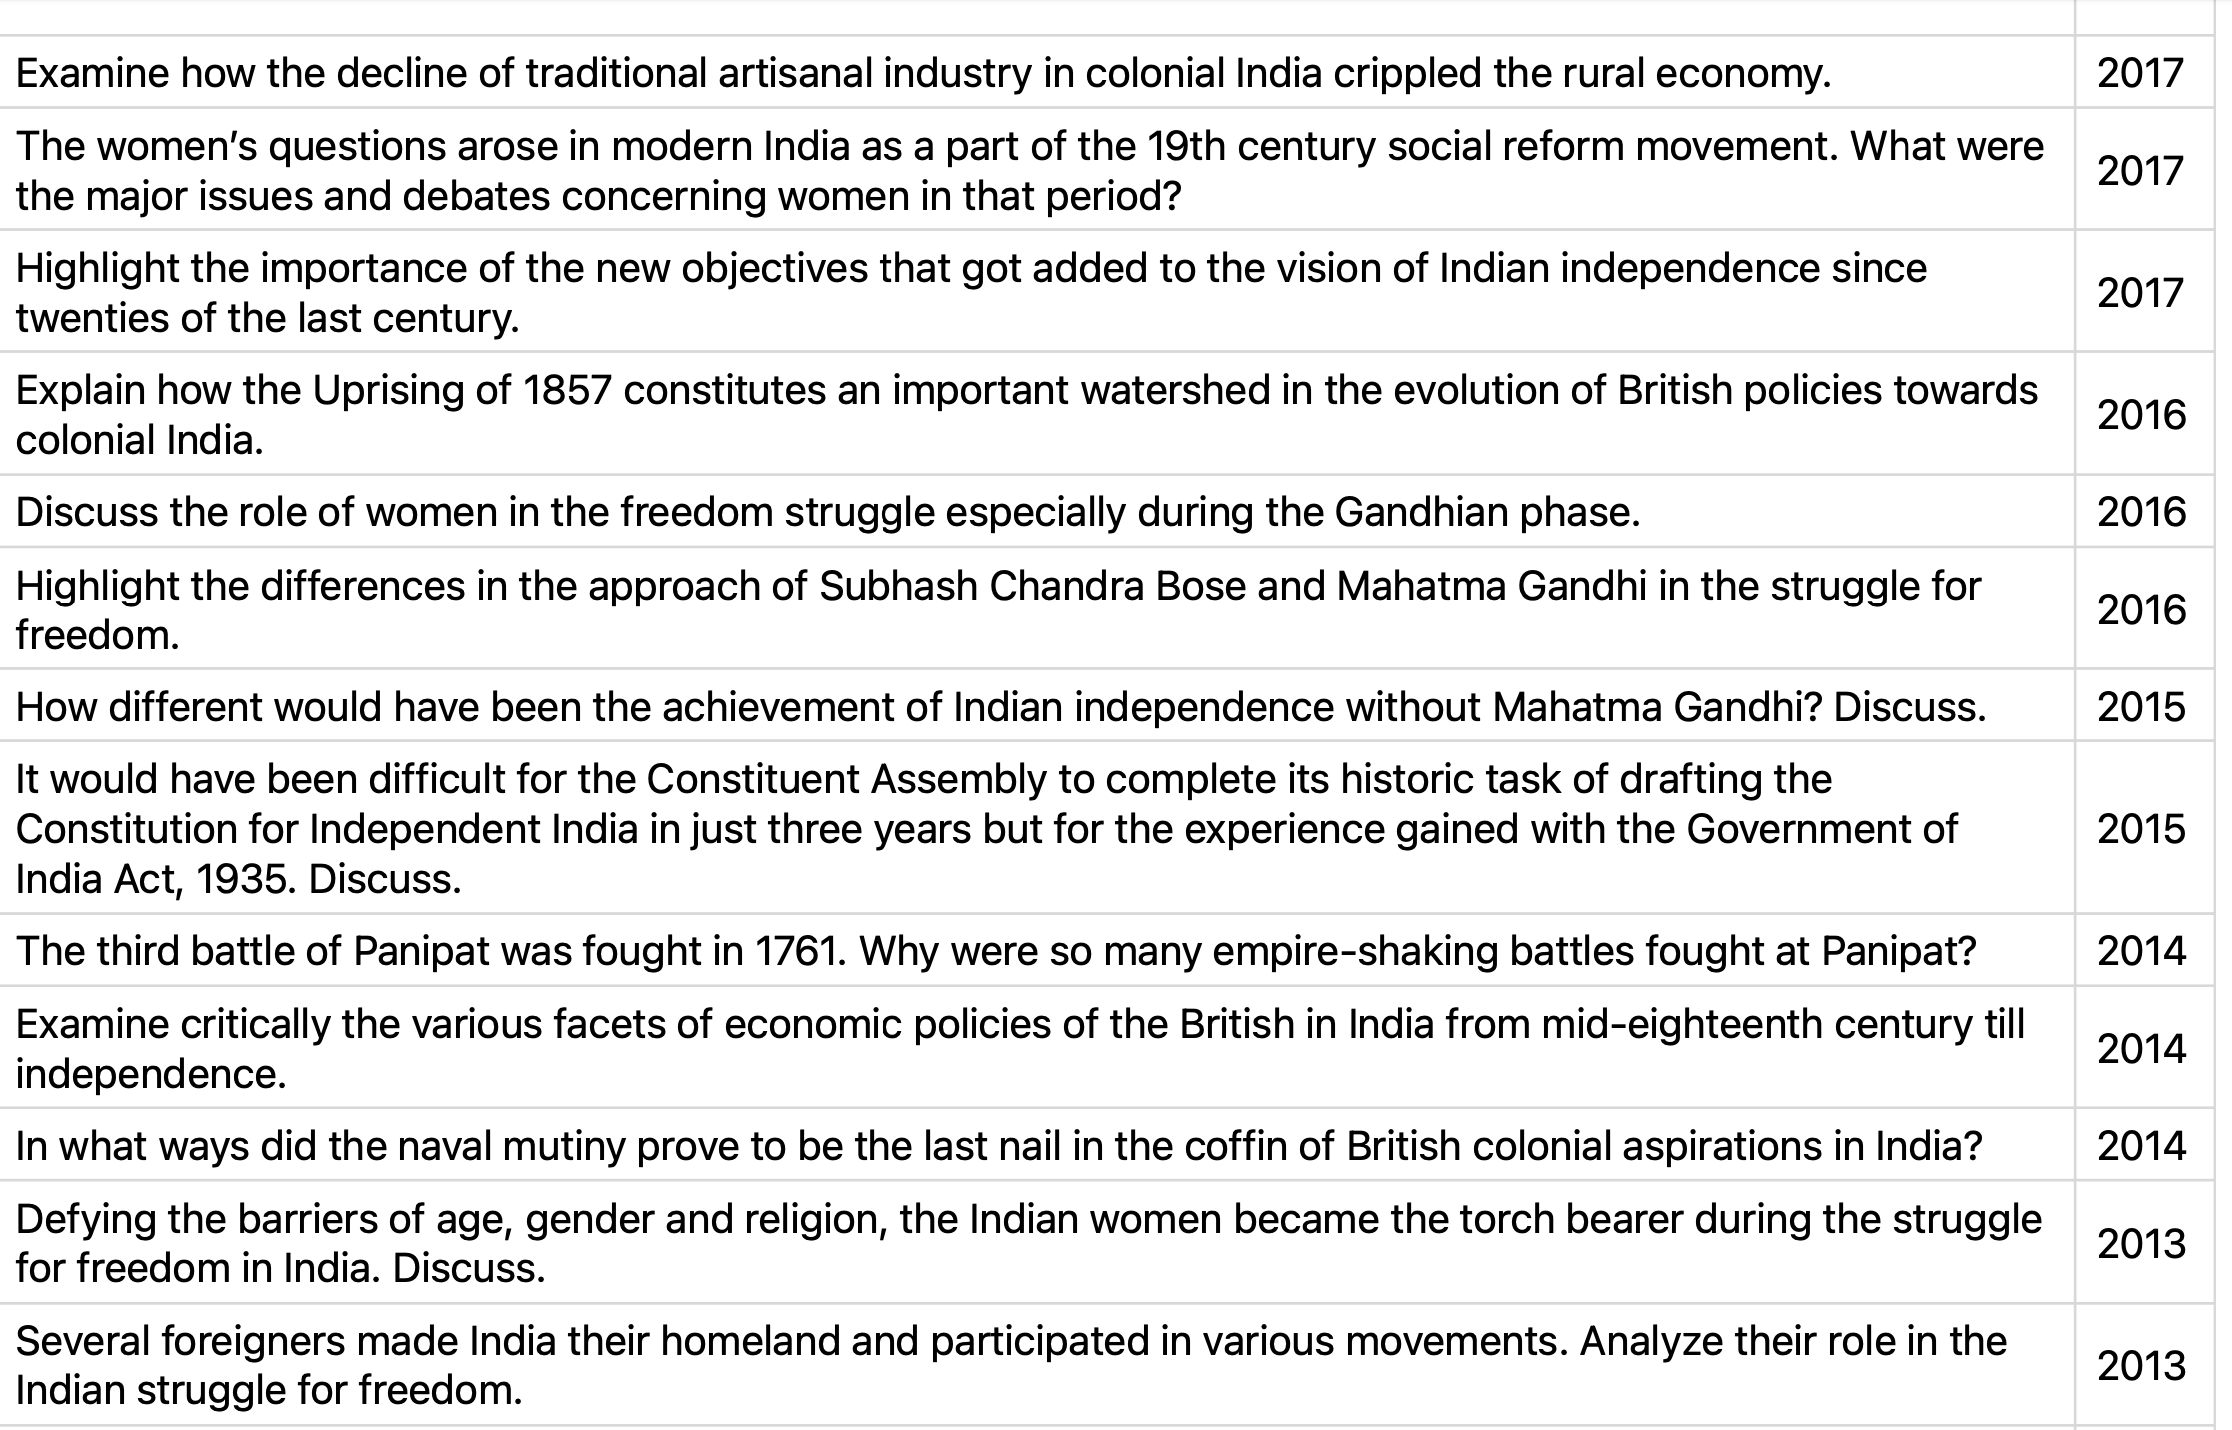 Examine how the decline of traditional artisanal industry in colonial India crippled the rural economy.
2017
The women’s questions arose in modern India as a part of the 19th century social reform movement. What were
the major issues and debates concerning women in that period?
2017
Highlight the importance of the new objectives that got added to the vision of Indian independence since
twenties of the last century.
2017
Explain how the Uprising of 1857 constitutes an important watershed in the evolution of British policies towards
colonial India.
2016
Discuss the role of women in the freedom struggle especially during the Gandhian phase.
2016
Highlight the differences in the approach of Subhash Chandra Bose and Mahatma Gandhi in the struggle for
freedom.
2016
How different would have been the achievement of Indian independence without Mahatma Gandhi? Discuss.
2015
It would have been difficult for the Constituent Assembly to complete its historic task of drafting the
Constitution for Independent India in just three years but for the experience gained with the Government of
India Act, 1935. Discuss.
2015
The third battle of Panipat was fought in 1761. Why were so many empire-shaking battles fought at Panipat?
2014
Examine critically the various facets of economic policies of the British in India from mid-eighteenth century till
independence.
2014
In what ways did the naval mutiny prove to be the last nail in the coffin of British colonial aspirations in India?
2014
Defying the barriers of age, gender and religion, the Indian women became the torch bearer during the struggle
for freedom in India. Discuss.
2013
Several foreigners made India their homeland and participated in various movements. Analyze their role in the
Indian struggle for freedom.
2013